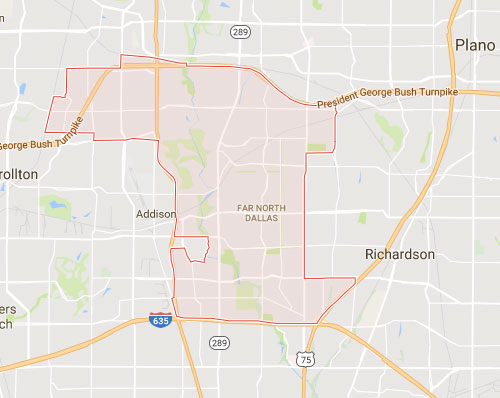 289
Plano
President George Bush Turnpike
George Bush Turnpike
rollton
Addison
FAR NORTH
DALLAS
Richardson
ers
nch
635
289
75